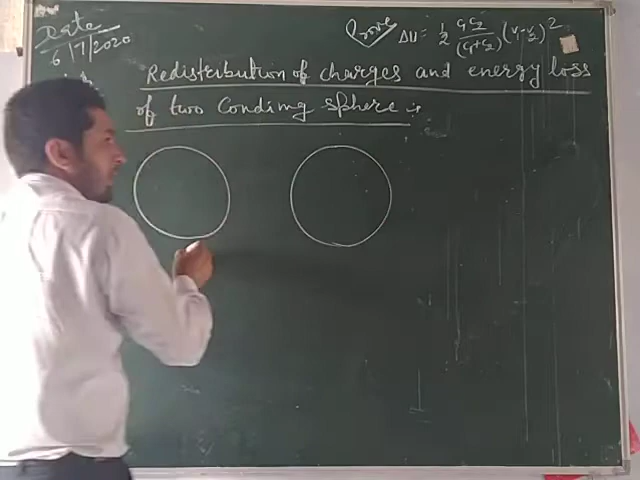 Date
6/7/2020
Prove ΔU = 1/2 C₁C₂/(C₁+C₂) (V₁-V₂)²
Redistribution of charges and energy loss
of two Conding sphere :-